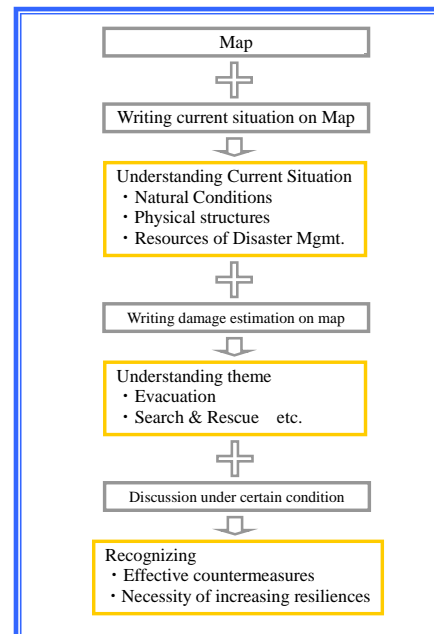 Map
Writing current situation on Map
Understanding Current Situation
・Natural Conditions
・Physical structures
・Resources of Disaster Mgmt.
Writing damage estimation on map
Understanding theme
・Evacuation
・Search & Rescue　etc.
Discussion under certain condition
Recognizing
・Effective countermeasures
・Necessity of increasing resiliences